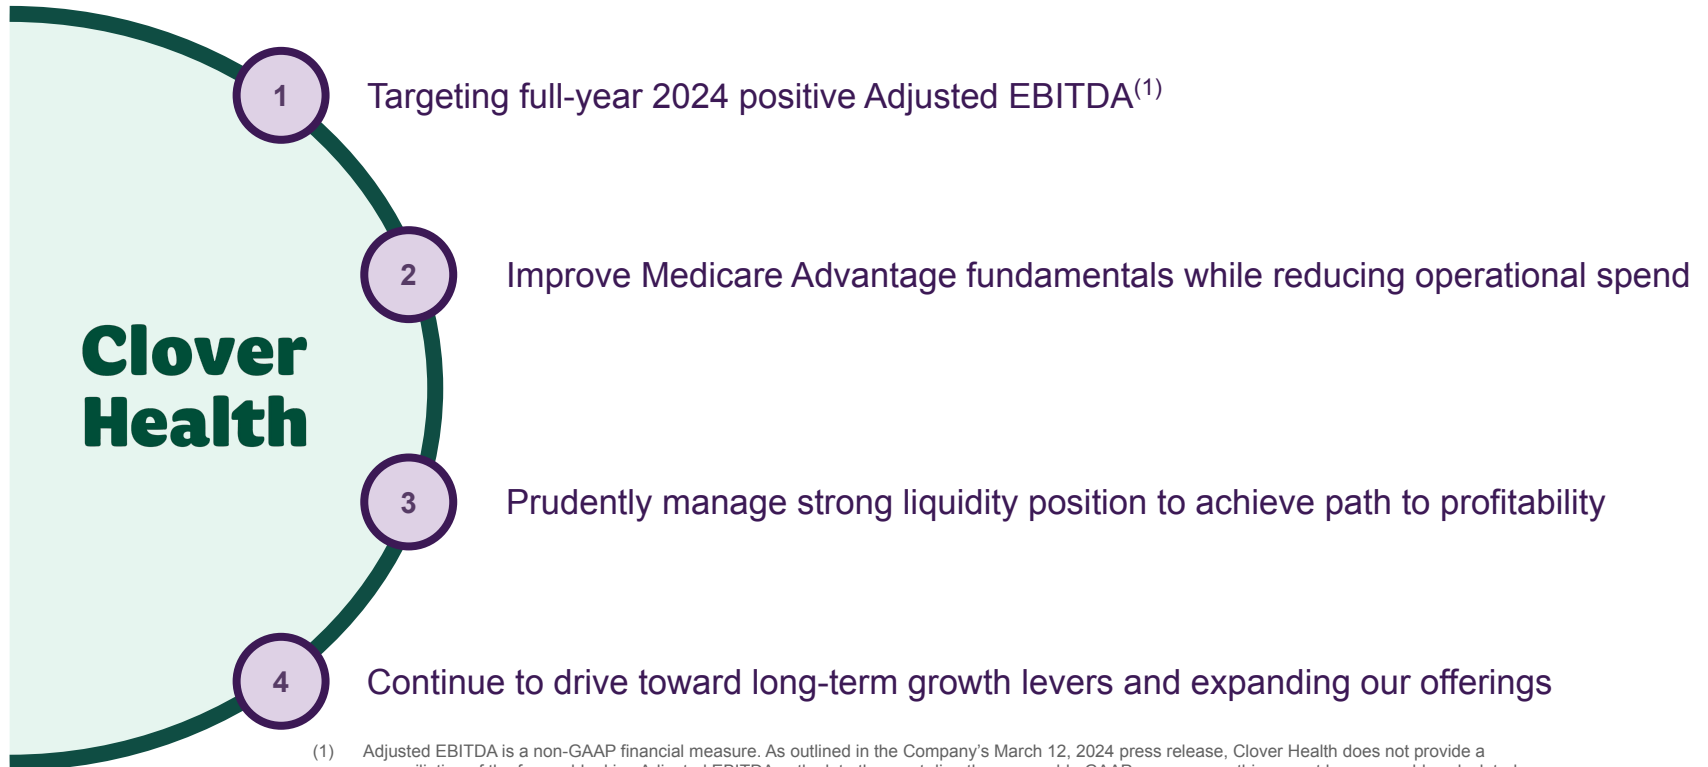 1
Targeting full-year 2024 positive Adjusted EBITDA(1)
2
Improve Medicare Advantage fundamentals while reducing operational spend
Clover
Health
3
Prudently manage strong liquidity position to achieve path to profitability
4
Continue to drive toward long-term growth levers and expanding our offerings
(1) Adjusted EBITDA is a non-GAAP financial measure. As outlined in the Company's March 12, 2024 press release, Clover Health does not provide a